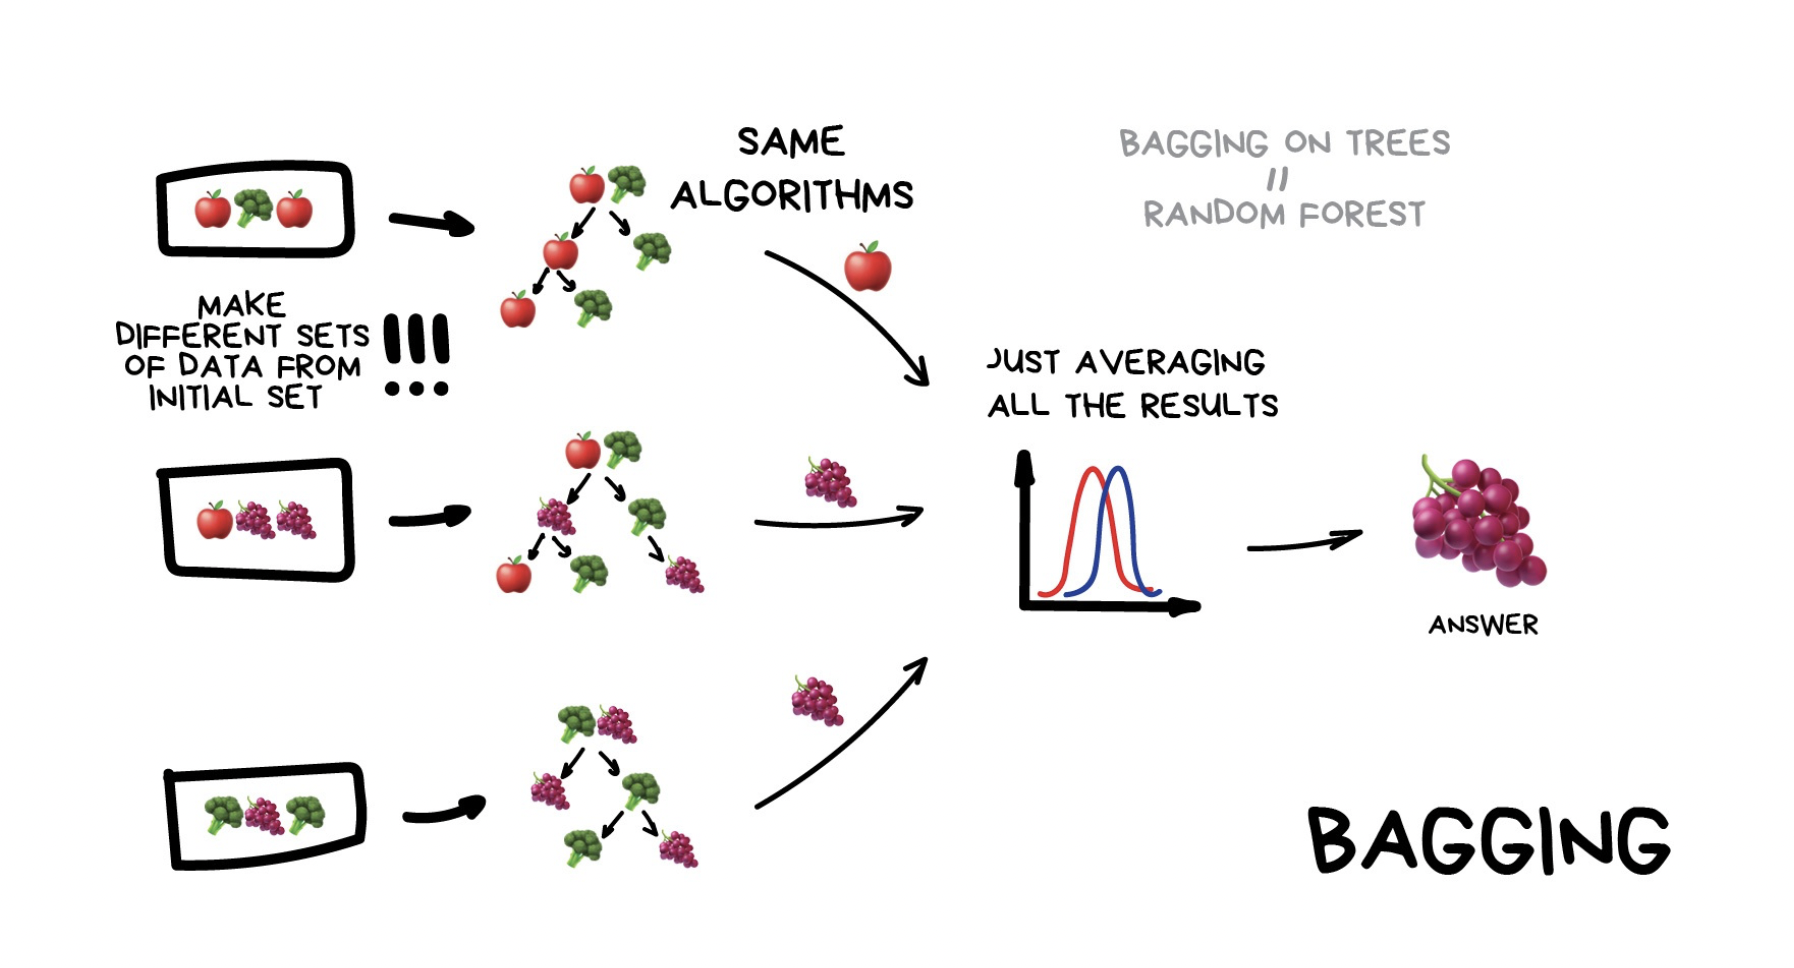 SAME
ALGORITHMS
BAGGING ON TREES
=
RANDOM FOREST
MAKE
DIFFERENT SETS
OF DATA FROM
INITIAL SET
!!!
JUST AVERAGING
ALL THE RESULTS
ANSWER
BAGGING